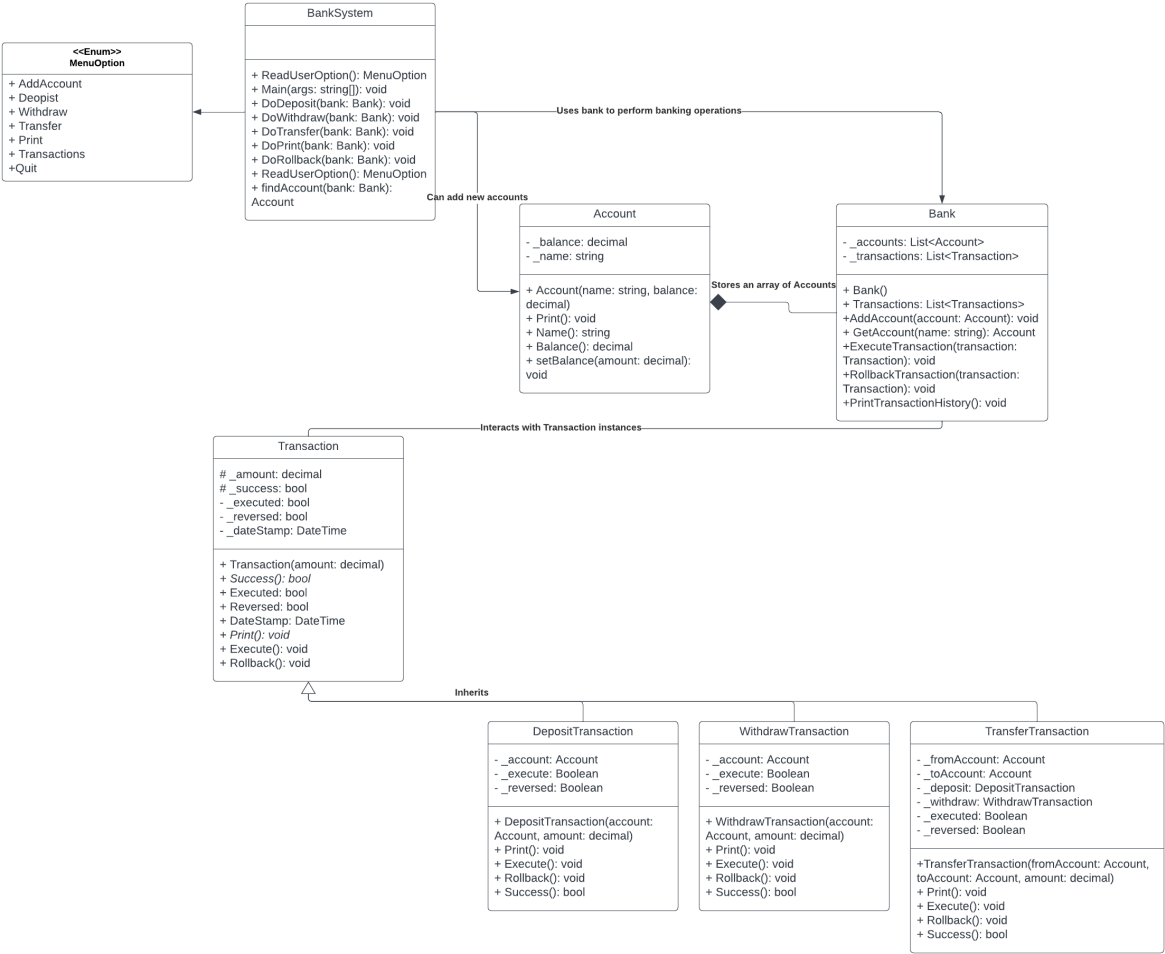 BankSystem
+ ReadUserOption(): MenuOption
+ Main(args: string[]): void
+ DoDeposit(bank: Bank): void
+ DoWithdraw(bank: Bank): void
+ DoTransfer(bank: Bank): void
+ DoPrint(bank: Bank): void
+ DoRollback(bank: Bank): void
+ ReadUserOption(): MenuOption
+ findAccount(bank: Bank):
Account
<<Enum>>
MenuOption
+ AddAccount
+ Deopist
+ Withdraw
+ Transfer
+ Print
+ Transactions
+Quit
Uses bank to perform banking operations
Can add new accounts
Account
- _balance: decimal
- _name: string
+ Account(name: string, balance:
decimal)
+ Print(): void
+ Name(): string
+ Balance(): decimal
+ setBalance(amount: decimal):
void
Stores an array of Accounts
Bank
- _accounts: List<Account>
- _transactions: List<Transaction>
+ Bank()
+ Transactions: List<Transactions>
+AddAccount(account: Account): void
+ GetAccount(name: string): Account
+ExecuteTransaction(transaction:
Transaction): void
+RollbackTransaction(transaction:
Transaction): void
+PrintTransactionHistory(): void
Interacts with Transaction instances
Transaction
# _amount: decimal
# _success: bool
- _executed: bool
- _reversed: bool
- _dateStamp: DateTime
+ Transaction(amount: decimal)
+ Success(): bool
+ Executed: bool
+ Reversed: bool
+ DateStamp: DateTime
+ Print(): void
+ Execute(): void
+ Rollback(): void
Inherits
DepositTransaction
- _account: Account
- _execute: Boolean
- _reversed: Boolean
+ DepositTransaction(account:
Account, amount: decimal)
+ Print(): void
+ Execute(): void
+ Rollback(): void
+ Success(): bool
WithdrawTransaction
- _account: Account
- _execute: Boolean
- _reversed: Boolean
+ WithdrawTransaction(account:
Account, amount: decimal)
+ Print(): void
+ Execute(): void
+ Rollback(): void
+ Success(): bool
TransferTransaction
- _fromAccount: Account
- _toAccount: Account
- _deposit: DepositTransaction
- _withdraw: WithdrawTransaction
- _executed: Boolean
- _reversed: Boolean
+TransferTransaction(fromAccount: Account,
toAccount: Account, amount: decimal)
+ Print(): void
+ Execute(): void
+ Rollback(): void
+ Success(): bool